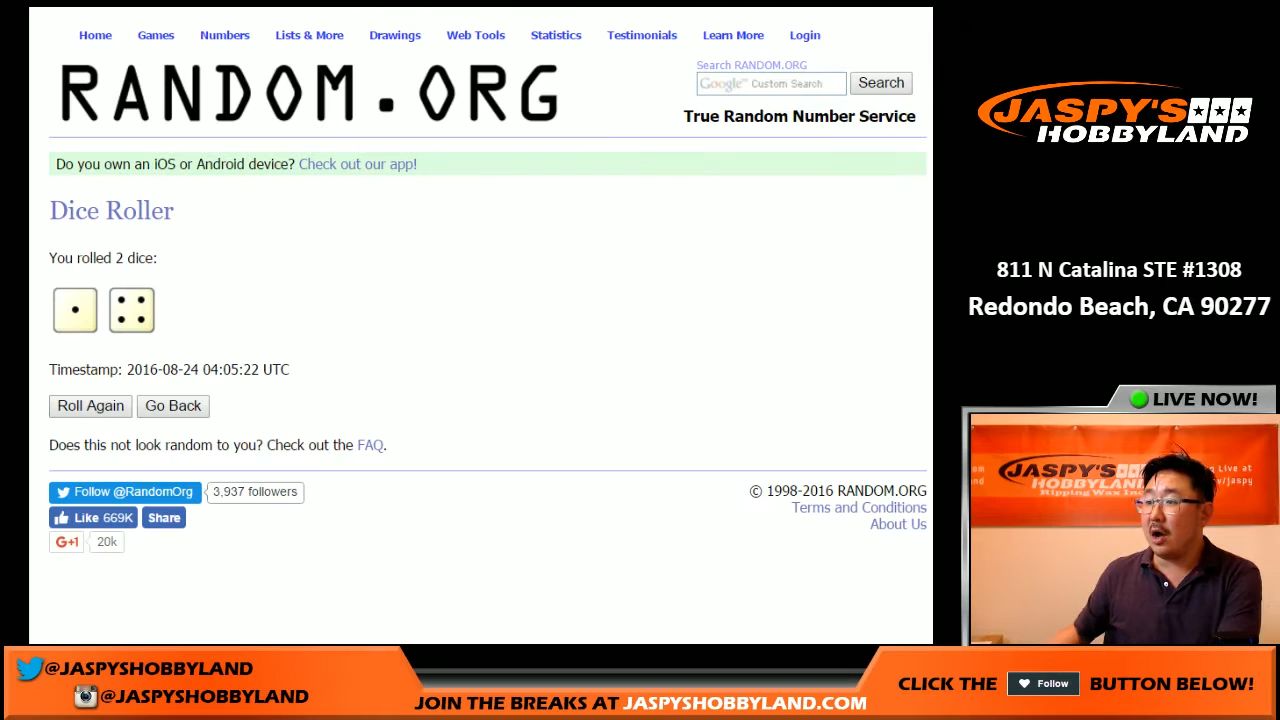 Home Games Numbers Lists & More Drawings Web Tools Statistics Testimonials Learn More Login
RANDOM.ORG
Search RANDOM.ORG
Google™ Custom Search Search
True Random Number Service
Do you own an iOS or Android device? Check out our app!
Dice Roller
You rolled 2 dice:
Timestamp: 2016-08-24 04:05:22 UTC
Roll Again Go Back
Does this not look random to you? Check out the FAQ.
Follow @RandomOrg 3,937 followers
Like 669K Share
G+1 20k
© 1998-2016 RANDOM.ORG
Terms and Conditions
About Us
JASPY'S
HOBBYLAND
811 N Catalina STE #1308
Redondo Beach, CA 90277
LIVE NOW!
JASPY'S
HOBBYLAND
Ripping Wax Inc
Live at
/jaspy
@JASPYSHOBBYLAND
@JASPYSHOBBYLAND
JOIN THE BREAKS AT JASPYSHOBBYLAND.COM
CLICK THE Follow BUTTON BELOW!